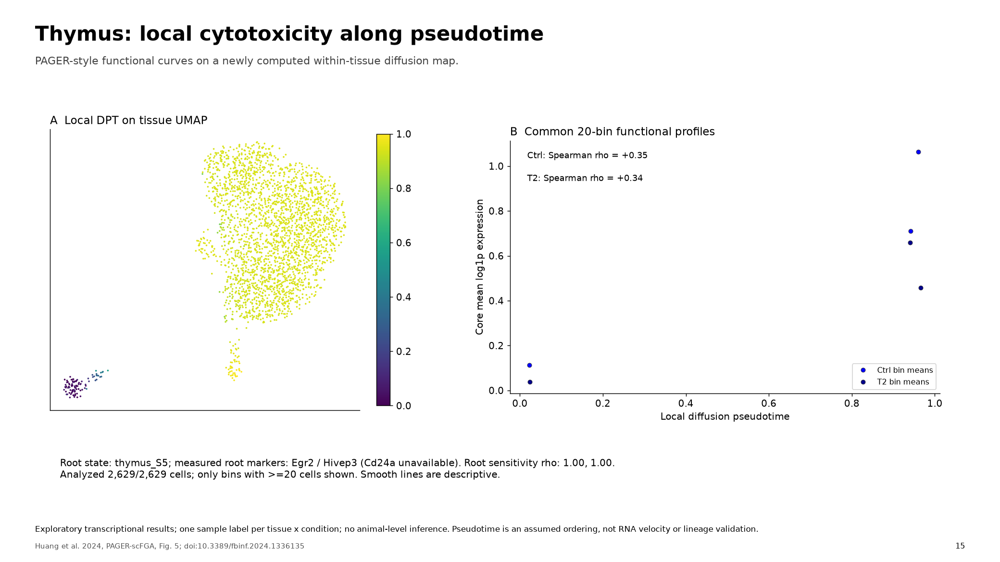 Thymus: local cytotoxicity along pseudotime
PAGER-style functional curves on a newly computed within-tissue diffusion map.
A  Local DPT on tissue UMAP
1.0
0.8
0.6
0.4
0.2
0.0
B  Common 20-bin functional profiles
Ctrl: Spearman rho = +0.35
T2: Spearman rho = +0.34
Core mean log1p expression
1.0
0.8
0.6
0.4
0.2
0.0
Ctrl bin means
T2 bin means
0.0 0.2 0.4 0.6 0.8 1.0
Local diffusion pseudotime
Root state: thymus_S5; measured root markers: Egr2 / Hivep3 (Cd24a unavailable). Root sensitivity rho: 1.00, 1.00.
Analyzed 2,629/2,629 cells; only bins with >=20 cells shown. Smooth lines are descriptive.
Exploratory transcriptional results; one sample label per tissue x condition; no animal-level inference. Pseudotime is an assumed ordering, not RNA velocity or lineage validation.
Huang et al. 2024, PAGER-scFGA, Fig. 5; doi:10.3389/fbinf.2024.1336135
15